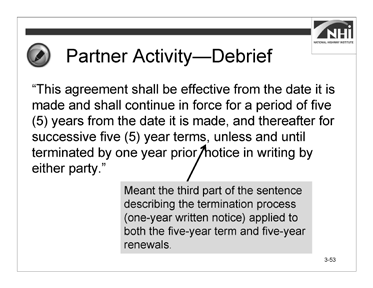 NHI
NATIONAL HIGHWAY INSTITUTE
Partner Activity—Debrief
“This agreement shall be effective from the date it is
made and shall continue in force for a period of five
(5) years from the date it is made, and thereafter for
successive five (5) year terms, unless and until
terminated by one year prior notice in writing by
either party.”
Meant the third part of the sentence
describing the termination process
(one-year written notice) applied to
both the five-year term and five-year
renewals.
3-53